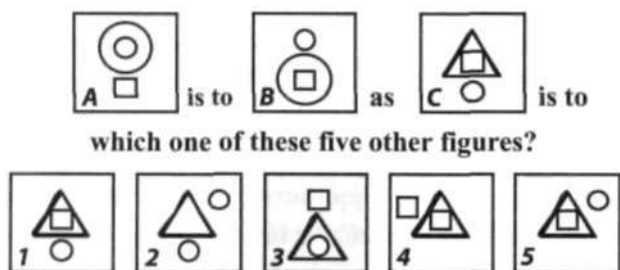 A is to B as C is to
which one of these five other figures?
1 2 3 4 5